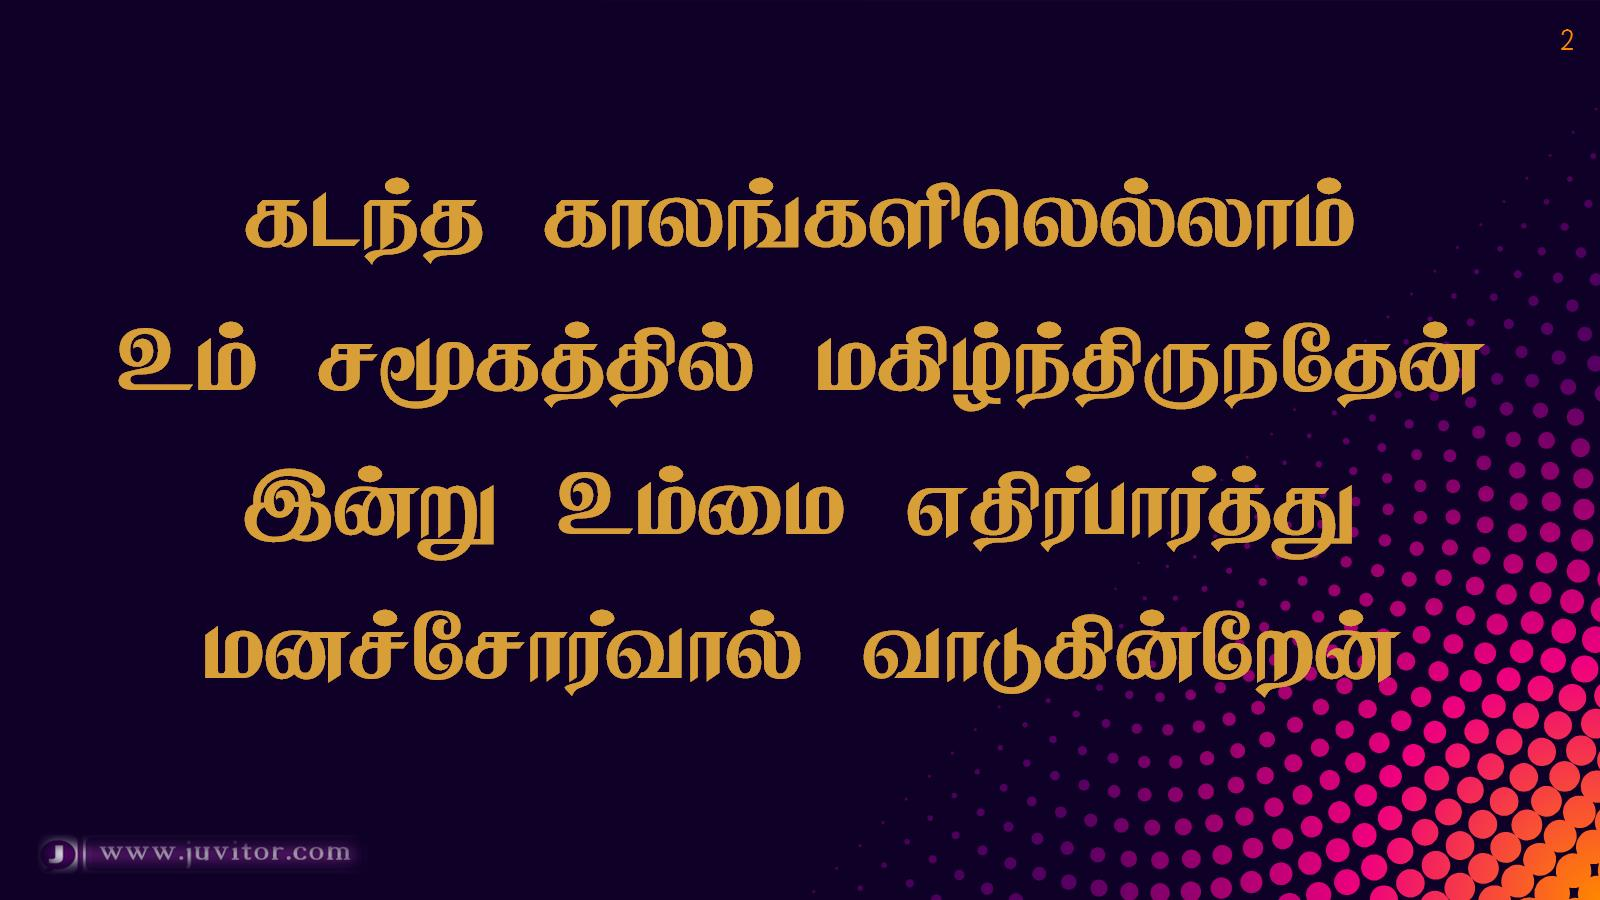 2
கடந்த காலங்களிலெல்லாம்
உம் சமூகத்தில் மகிழ்ந்திருந்தேன்
இன்று உம்மை எதிர்பார்த்து
மனச்சோர்வால் வாடுகின்றேன்
J www.juvitor.com